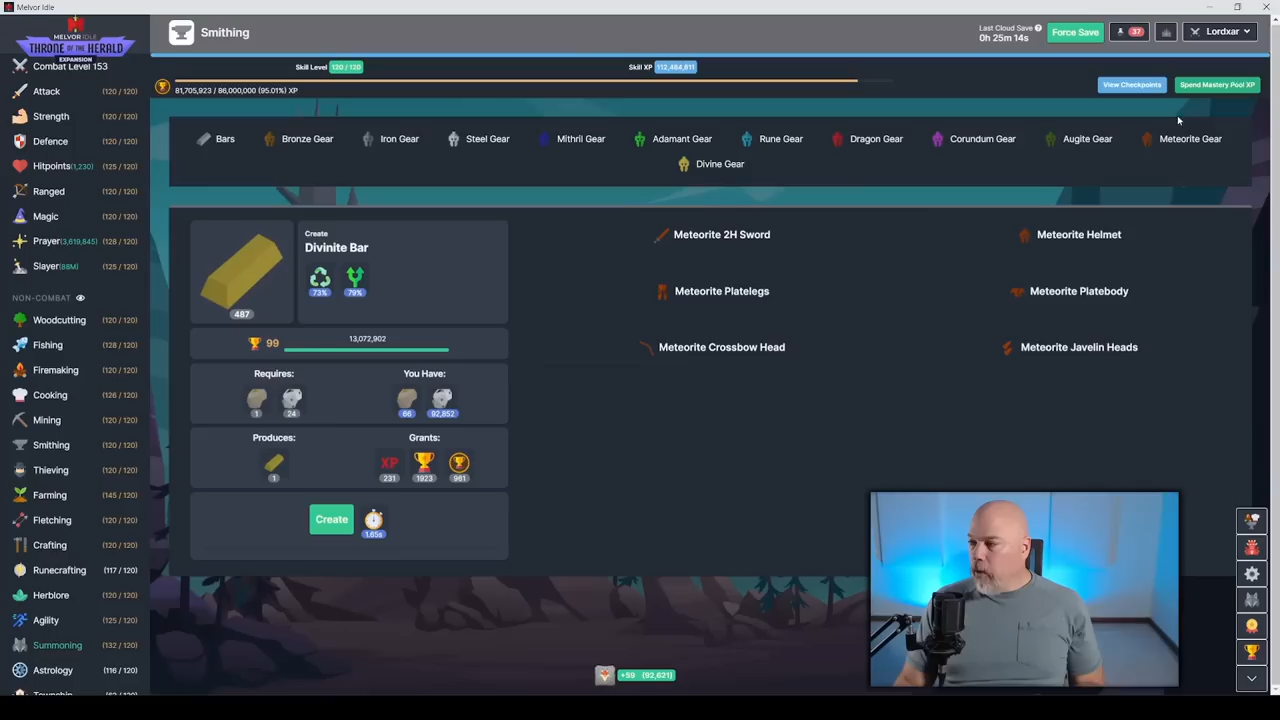 Melvor Idle
MELVOR IDLE
THRONE OF THE HERALD
EXPANSION
Smithing
Last Cloud Save
0h 25m 14s
Force Save
37
Lordxar
Combat Level 153
Skill Level 120 / 120
Skill XP 112,464,811
81,705,923 / 86,000,000 (95.01%) XP
View Checkpoints
Spend Mastery Pool XP
Attack (120 / 120)
Strength (120 / 120)
Defence (120 / 120)
Hitpoints(1,230) (125 / 120)
Ranged (120 / 120)
Magic (120 / 120)
Prayer(3,619,845) (128 / 120)
Slayer(88M) (125 / 120)
NON-COMBAT
Woodcutting (120 / 120)
Fishing (128 / 120)
Firemaking (120 / 120)
Cooking (126 / 120)
Mining (120 / 120)
Smithing (120 / 120)
Thieving (120 / 120)
Farming (145 / 120)
Fletching (120 / 120)
Crafting (120 / 120)
Runecrafting (117 / 120)
Herblore (120 / 120)
Agility (125 / 120)
Summoning (132 / 120)
Astrology (116 / 120)
Bars
Bronze Gear
Iron Gear
Steel Gear
Mithril Gear
Adamant Gear
Rune Gear
Dragon Gear
Corundum Gear
Augite Gear
Meteorite Gear
Divine Gear
Create
Divinite Bar
73% 79%
487
99 13,072,902
Requires: You Have:
1 24 66 92,852
Produces: Grants:
XP
1 231 1923 961
Create
1.65s
Meteorite 2H Sword
Meteorite Helmet
Meteorite Platelegs
Meteorite Platebody
Meteorite Crossbow Head
Meteorite Javelin Heads
+59 (92,621)